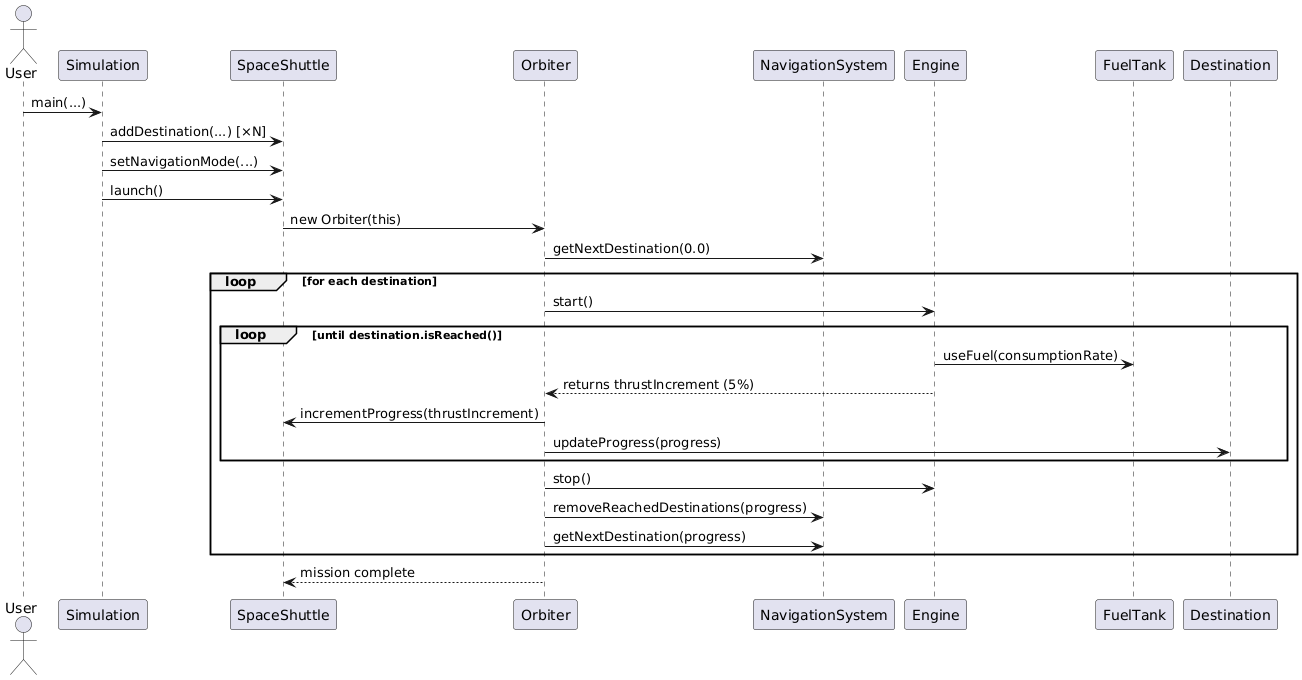 User
Simulation
SpaceShuttle
Orbiter
NavigationSystem
Engine
FuelTank
Destination
main(...)
addDestination(...) [×N]
setNavigationMode(...)
launch()
new Orbiter(this)
getNextDestination(0.0)
loop [for each destination]
start()
loop [until destination.isReached()]
useFuel(consumptionRate)
returns thrustIncrement (5%)
incrementProgress(thrustIncrement)
updateProgress(progress)
stop()
removeReachedDestinations(progress)
getNextDestination(progress)
mission complete
User
Simulation
SpaceShuttle
Orbiter
NavigationSystem
Engine
FuelTank
Destination